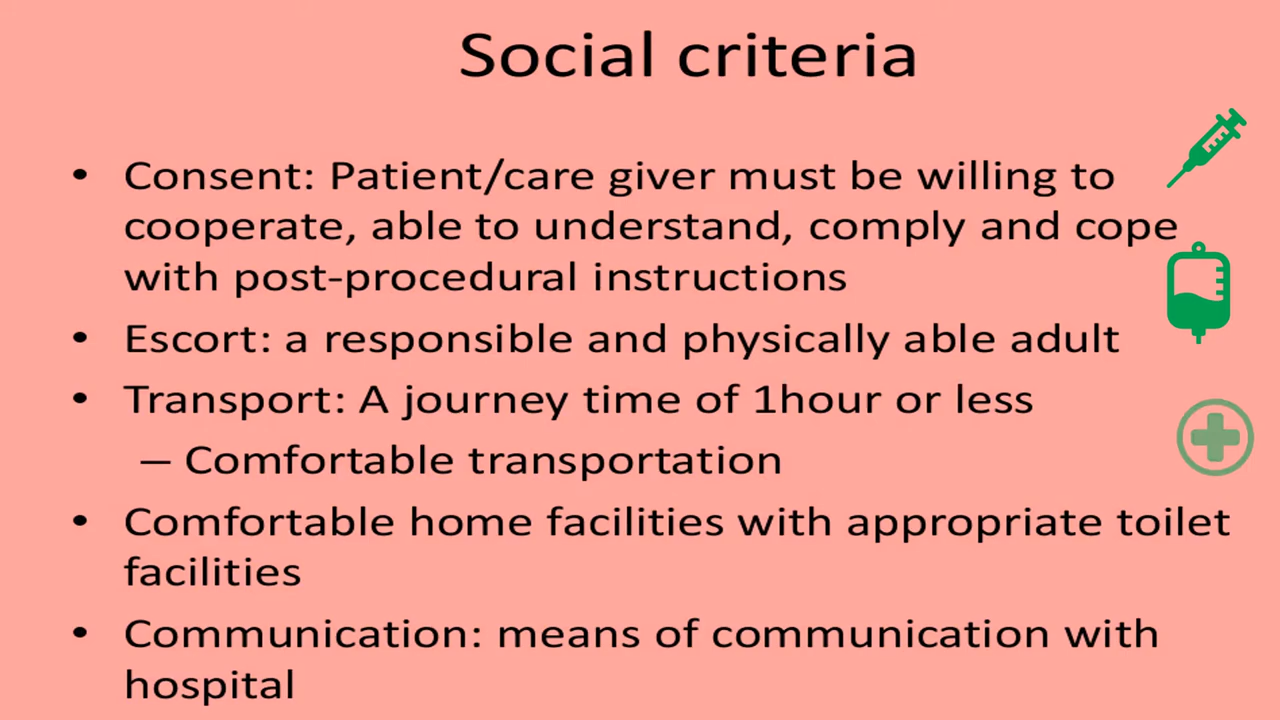 Social criteria
• Consent: Patient/care giver must be willing to
cooperate, able to understand, comply and cope
with post-procedural instructions
• Escort: a responsible and physically able adult
• Transport: A journey time of 1hour or less
– Comfortable transportation
• Comfortable home facilities with appropriate toilet
facilities
• Communication: means of communication with
hospital